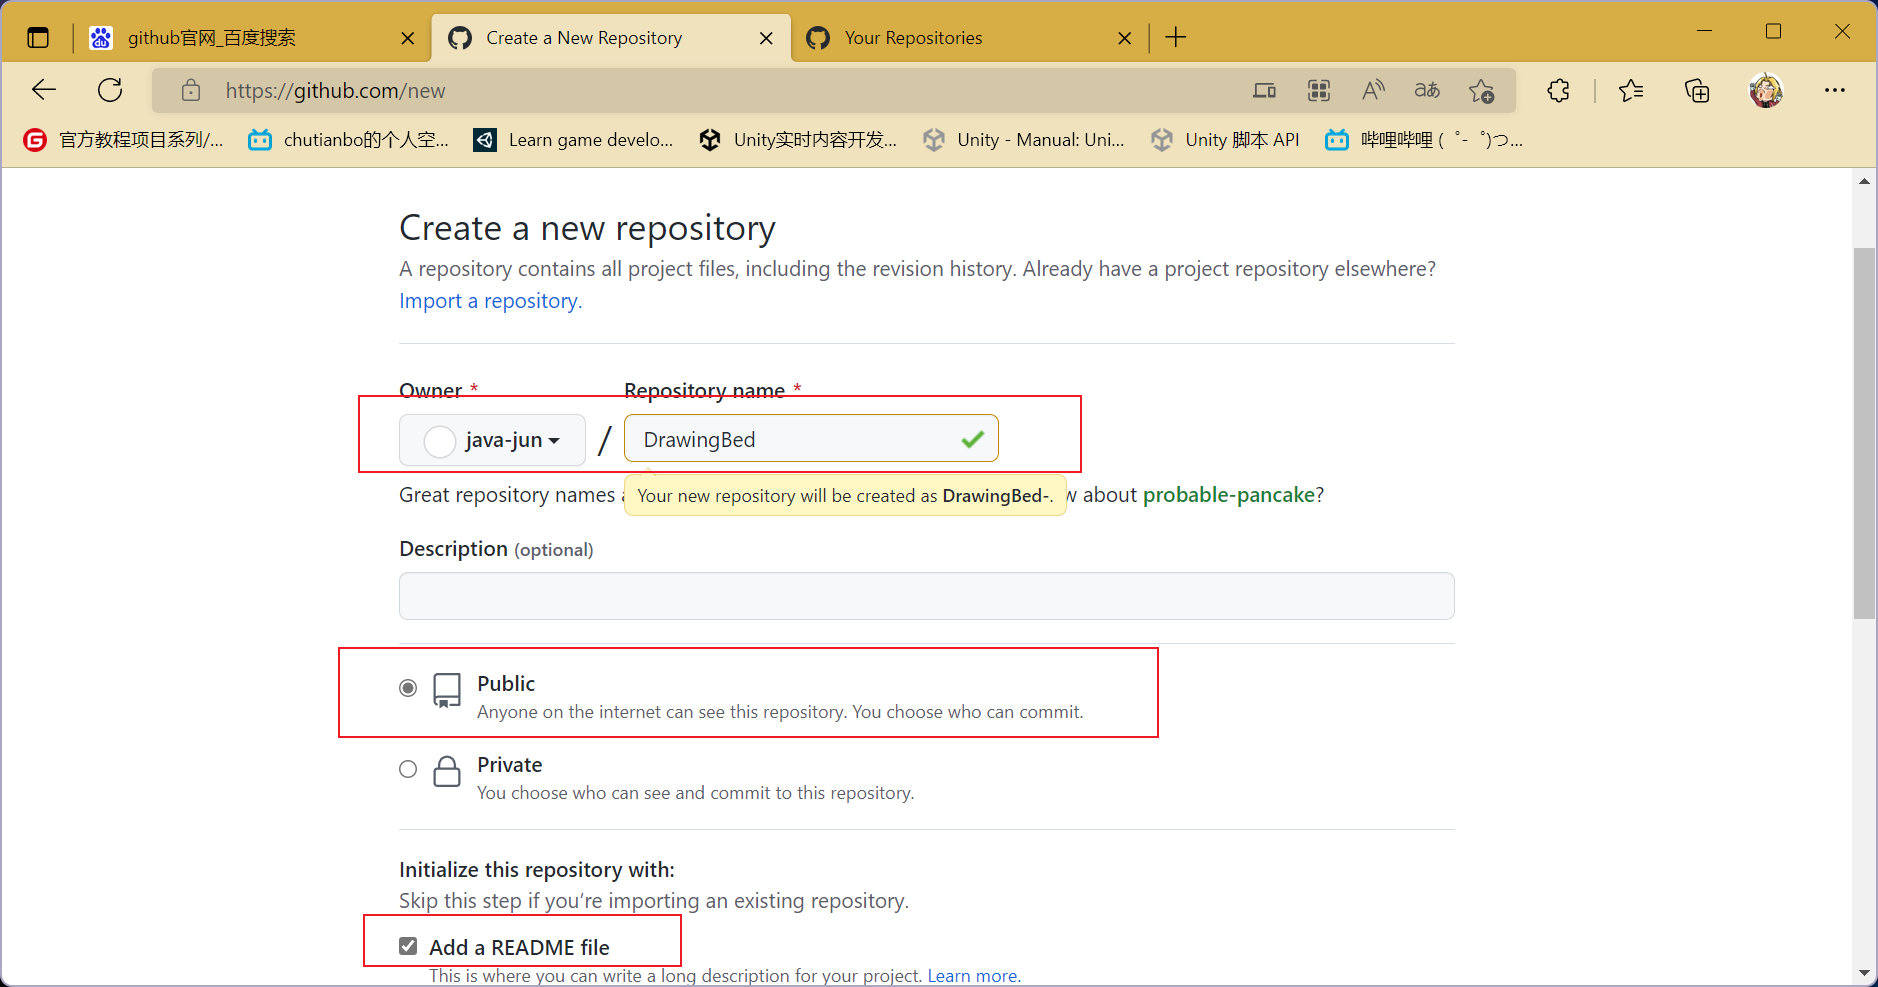 github官网_百度搜索
Create a New Repository
Your Repositories
https://github.com/new
官方教程项目系列/...
chutianbo的个人空...
Learn game develo...
Unity实时内容开发...
Unity - Manual: Uni...
Unity 脚本 API
哔哩哔哩 ( ゜- ゜)つ...
Create a new repository
A repository contains all project files, including the revision history. Already have a project repository elsewhere?
Import a repository.
Owner *
Repository name *
java-jun
/
DrawingBed
Great repository names
Your new repository will be created as DrawingBed-.
about probable-pancake?
Description (optional)
Public
Anyone on the internet can see this repository. You choose who can commit.
Private
You choose who can see and commit to this repository.
Initialize this repository with:
Skip this step if you’re importing an existing repository.
Add a README file
This is where you can write a long description for your project. Learn more.